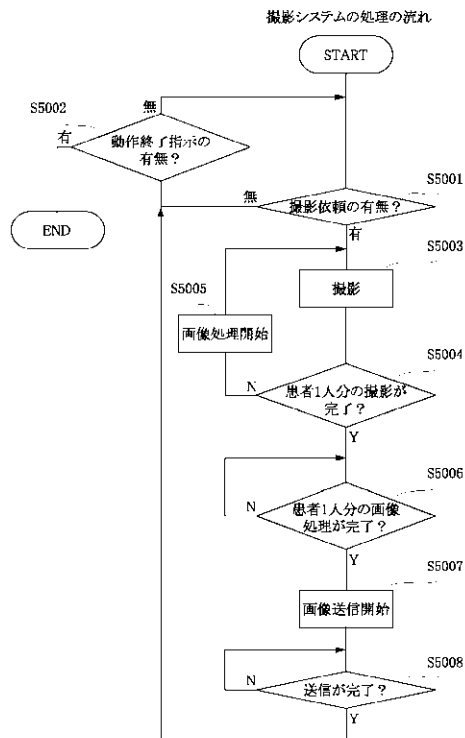 撮影システムの処理の流れ
START
S5002
無
有
動作終了指示の
有無？
S5001
無
撮影依頼の有無？
有
END
S5003
撮影
S5005
画像処理開始
S5004
N
患者1人分の撮影が
完了？
Y
S5006
N
患者1人分の画像
処理が完了？
Y
S5007
画像送信開始
S5008
N
送信が完了？
Y